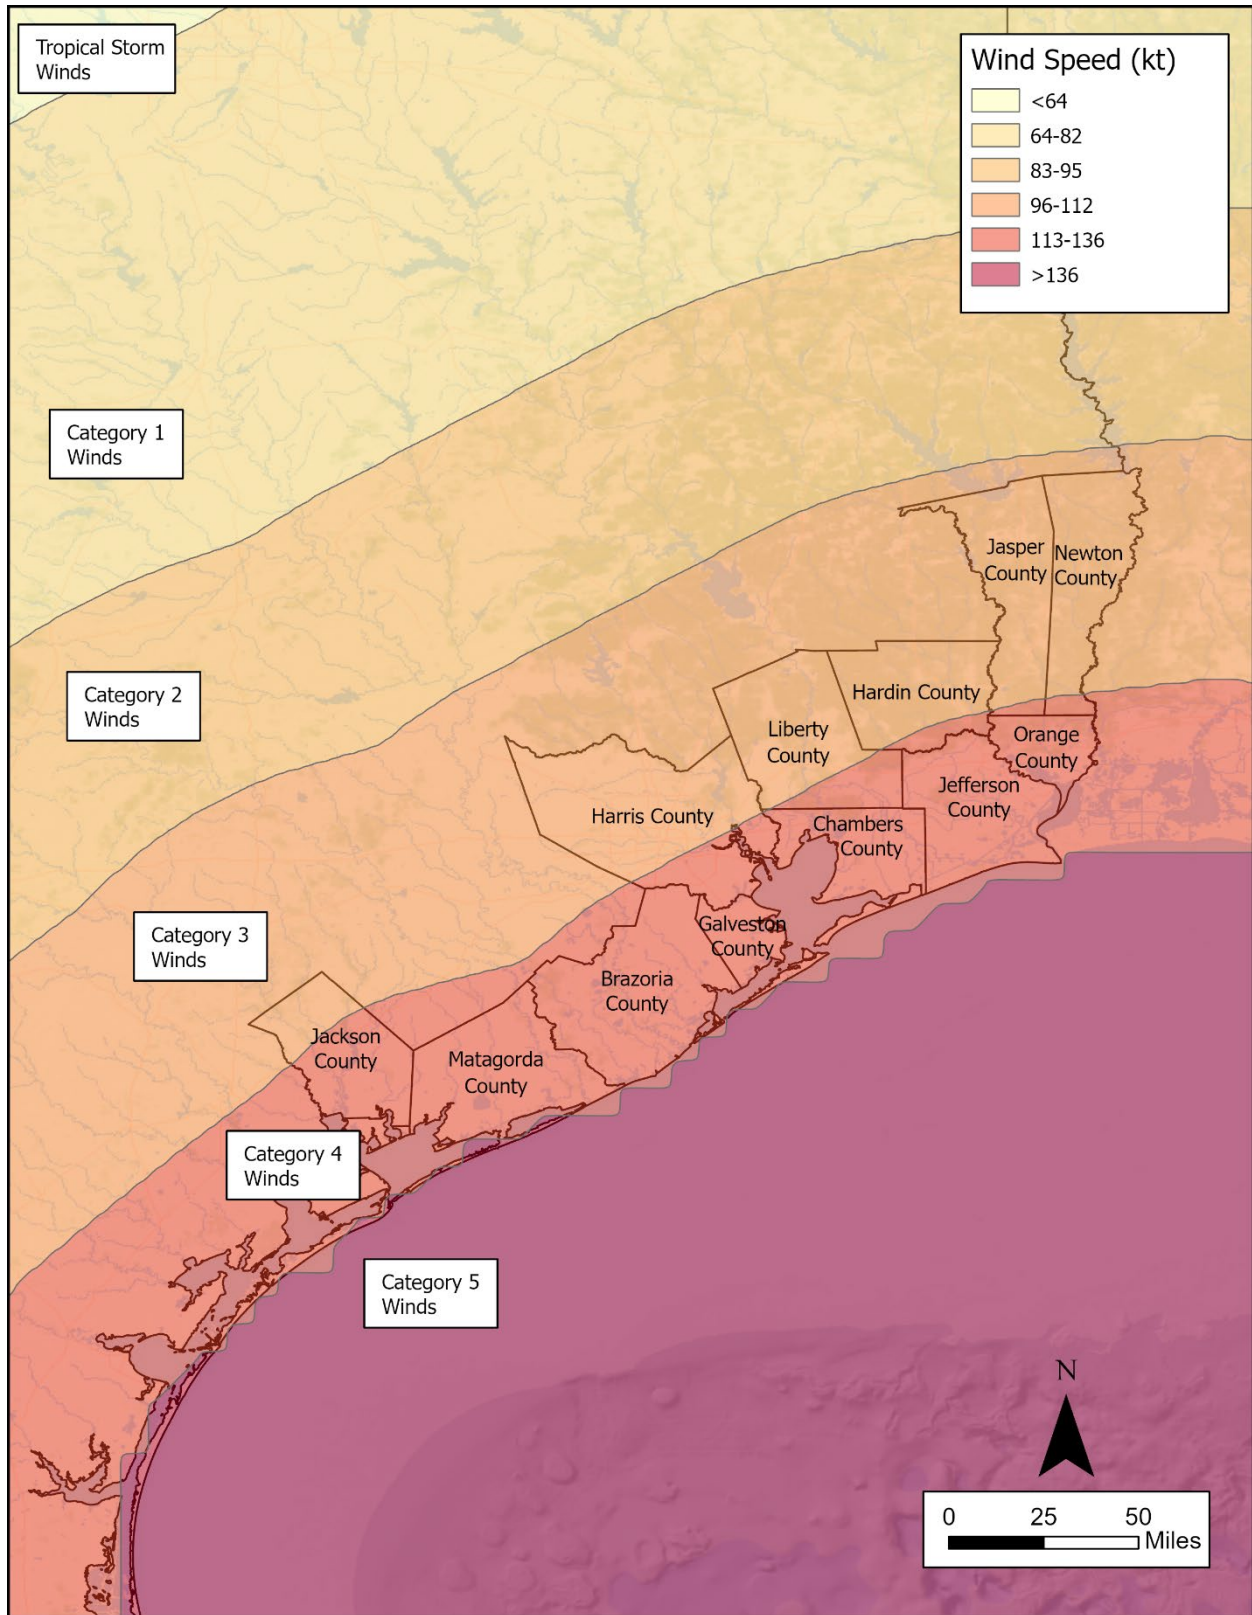 Tropical Storm
Winds
Wind Speed (kt)
<64
64-82
83-95
96-112
113-136
>136
Category 1
Winds
Jasper
County
Newton
County
Category 2
Winds
Hardin County
Liberty
County
Orange
County
Jefferson
County
Harris County
Chambers
County
Category 3
Winds
Galveston
County
Brazoria
County
Jackson
County
Matagorda
County
Category 4
Winds
Category 5
Winds
N
0 25 50
Miles